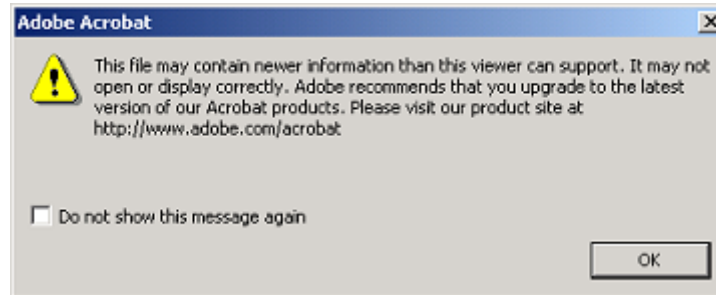 Adobe Acrobat
This file may contain newer information than this viewer can support. It may not
open or display correctly. Adobe recommends that you upgrade to the latest
version of our Acrobat products. Please visit our product site at
http://www.adobe.com/acrobat
Do not show this message again
OK